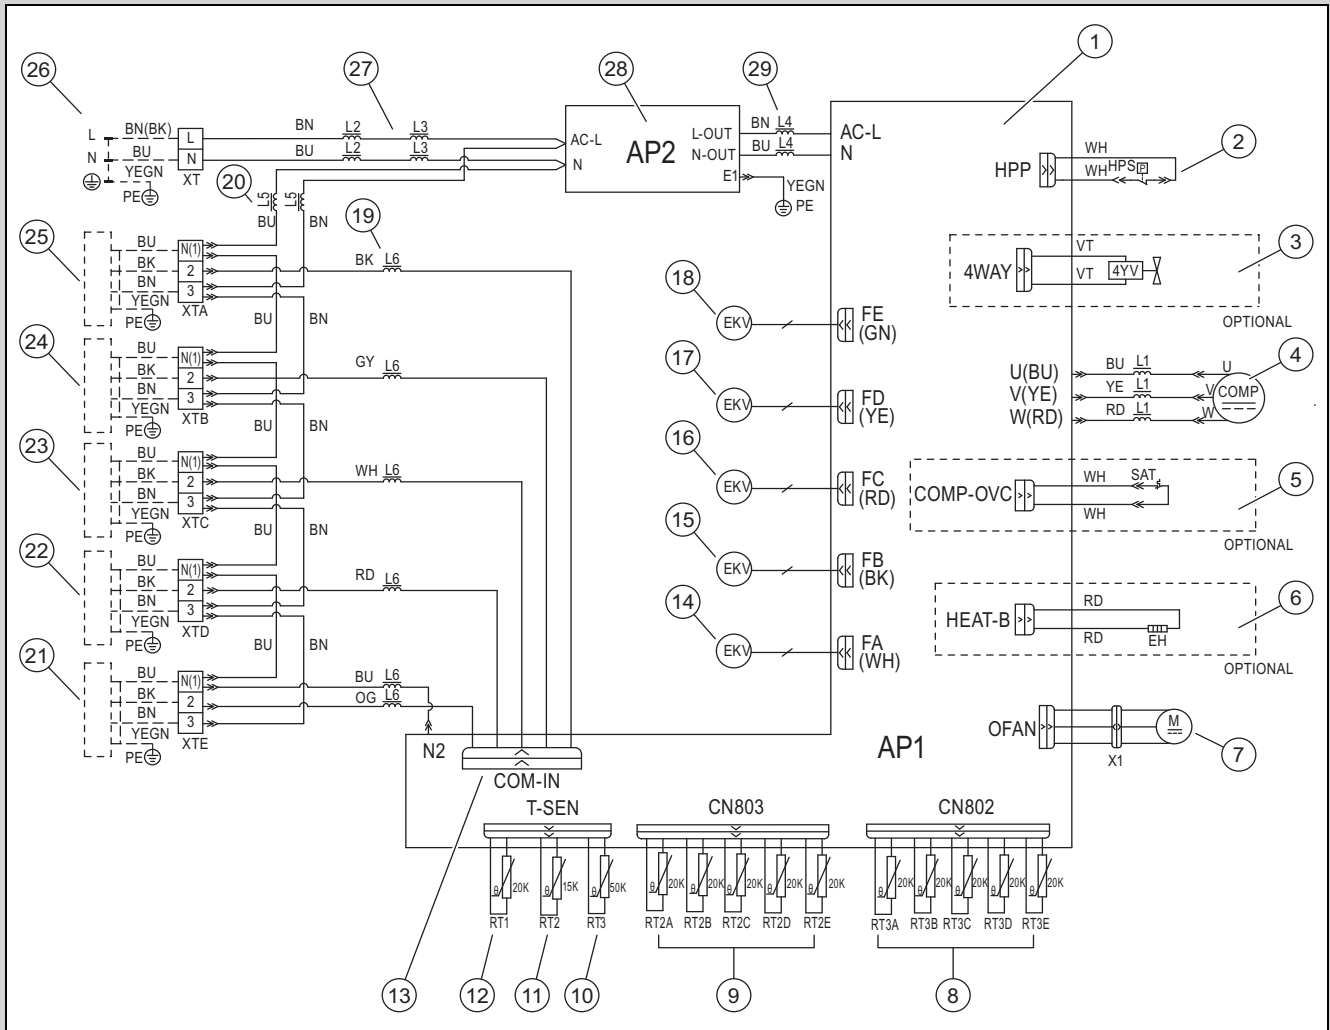 26
27
28
29
1
L
BN(BK)
L
BN
L2
L3
AC-L
L-OUT
BN
L4
AC-L
N
BU
N
BU
L2
L3
N
AP2
N-OUT
BU
L4
N
YEGN
XT
E1
YEGN
PE
PE
20
L5
L5
BU
BN
19
HPP
WH
WH
HPS
P
2
25
BU
N(1)
BK
2
BN
3
YEGN
XTA
PE
BK
L6
BU
BN
4WAY
VT
VT
4YV
3
OPTIONAL
18
EKV
FE
(GN)
24
BU
N(1)
BK
2
BN
3
YEGN
XTB
PE
GY
L6
BU
BN
17
EKV
FD
(YE)
U(BU)
V(YE)
W(RD)
BU
L1
U
YE
L1
V
RD
L1
W
COMP
4
23
BU
N(1)
BK
2
BN
3
YEGN
XTC
PE
WH
L6
BU
BN
16
EKV
FC
(RD)
COMP-OVC
WH
SAT
WH
5
OPTIONAL
22
BU
N(1)
BK
2
BN
3
YEGN
XTD
PE
RD
L6
BU
BN
15
EKV
FB
(BK)
HEAT-B
RD
RD
EH
6
OPTIONAL
14
EKV
FA
(WH)
21
BU
N(1)
BK
2
BN
3
YEGN
XTE
PE
BU
L6
OG
L6
N2
COM-IN
AP1
OFAN
X1
M
7
T-SEN
CN803
CN802
θ
20K
θ
15K
θ
50K
θ
20K
θ
20K
θ
20K
θ
20K
θ
20K
θ
20K
θ
20K
θ
20K
θ
20K
θ
20K
RT1
RT2
RT3
RT2A
RT2B
RT2C
RT2D
RT2E
RT3A
RT3B
RT3C
RT3D
RT3E
13
12
11
10
9
8